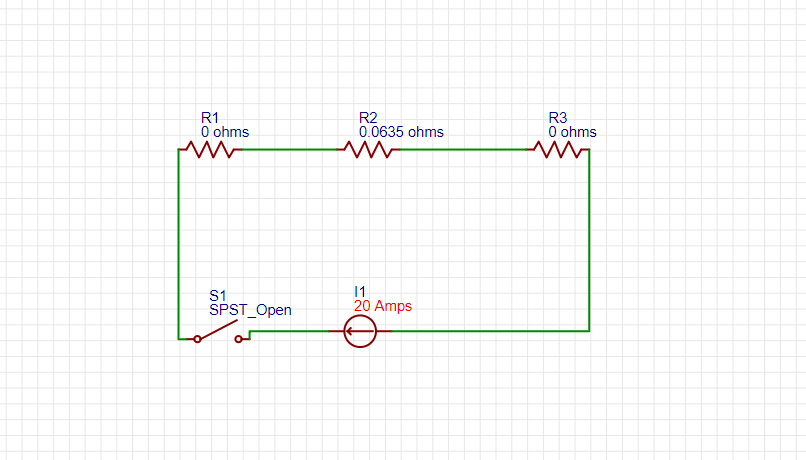 R1
0 ohms
R2
0.0635 ohms
R3
0 ohms
S1
SPST_Open
I1
20 Amps